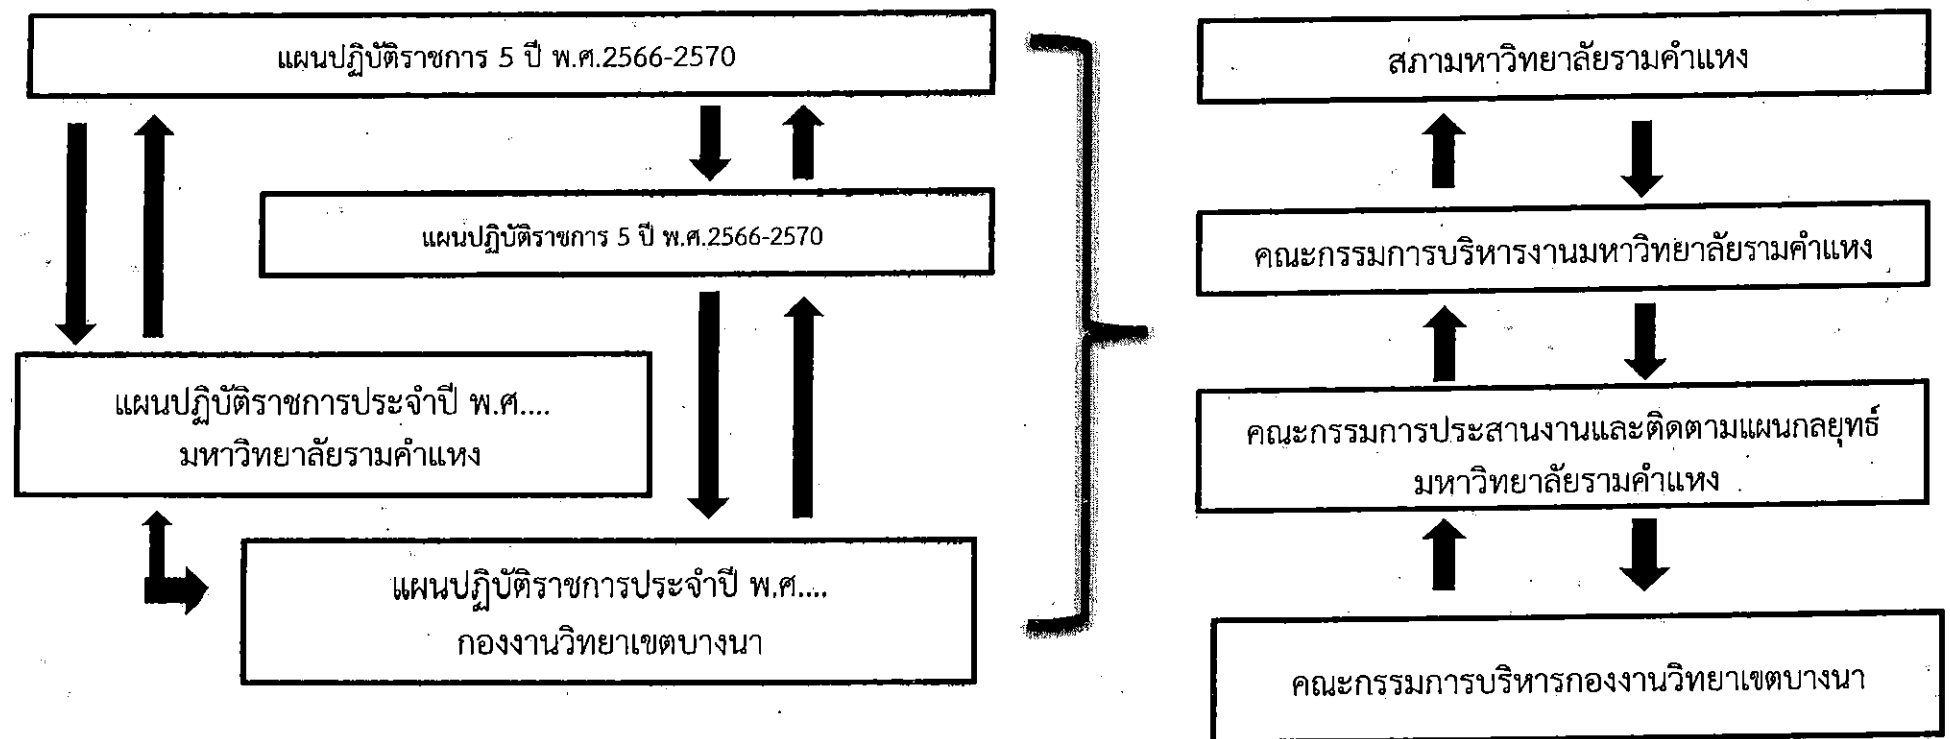 แผนปฏิบัติราชการ 5 ปี พ.ศ.2566-2570
แผนปฏิบัติราชการ 5 ปี พ.ศ.2566-2570
แผนปฏิบัติราชการประจำปี พ.ศ....
มหาวิทยาลัยรามคำแหง
แผนปฏิบัติราชการประจำปี พ.ศ....
กองงานวิทยาเขตบางนา
สภามหาวิทยาลัยรามคำแหง
คณะกรรมการบริหารงานมหาวิทยาลัยรามคำแหง
คณะกรรมการประสานงานและติดตามแผนกลยุทธ์
มหาวิทยาลัยรามคำแหง
คณะกรรมการบริหารกองงานวิทยาเขตบางนา